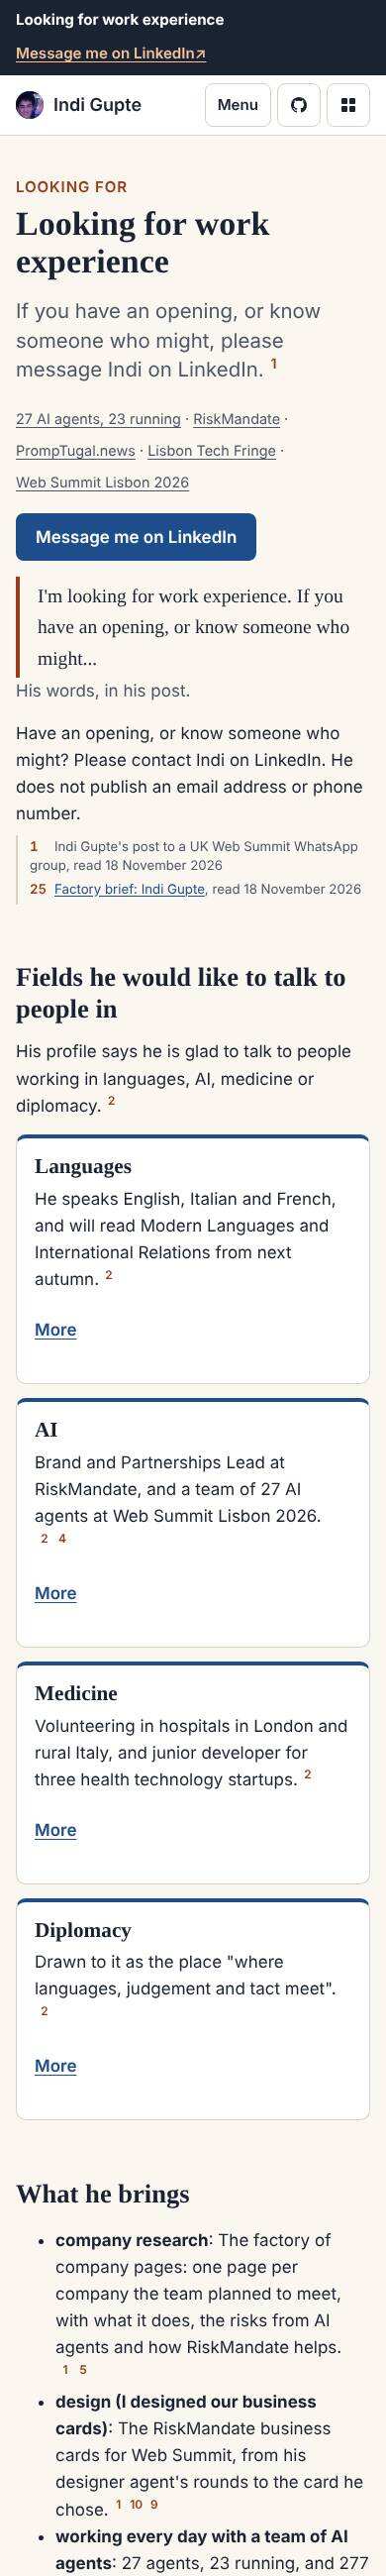 Looking for work experience
Message me on LinkedIn↗
Indi Gupte
Menu
LOOKING FOR
Looking for work
experience
If you have an opening, or know
someone who might, please
message Indi on LinkedIn. 1
27 AI agents, 23 running · RiskMandate ·
PrompTugal.news · Lisbon Tech Fringe ·
Web Summit Lisbon 2026
Message me on LinkedIn
I'm looking for work experience. If you
have an opening, or know someone who
might...
His words, in his post.
Have an opening, or know someone who
might? Please contact Indi on LinkedIn. He
does not publish an email address or phone
number.
1 Indi Gupte's post to a UK Web Summit WhatsApp
group, read 18 November 2026
25 Factory brief: Indi Gupte, read 18 November 2026
Fields he would like to talk to
people in
His profile says he is glad to talk to people
working in languages, AI, medicine or
diplomacy. 2
Languages
He speaks English, Italian and French,
and will read Modern Languages and
International Relations from next
autumn. 2
More
AI
Brand and Partnerships Lead at
RiskMandate, and a team of 27 AI
agents at Web Summit Lisbon 2026.
2 4
More
Medicine
Volunteering in hospitals in London and
rural Italy, and junior developer for
three health technology startups. 2
More
Diplomacy
Drawn to it as the place "where
languages, judgement and tact meet".
2
More
What he brings
• company research: The factory of
company pages: one page per
company the team planned to meet,
with what it does, the risks from AI
agents and how RiskMandate helps.
1 5
• design (I designed our business
cards): The RiskMandate business
cards for Web Summit, from his
designer agent's rounds to the card he
chose. 1 10 9
• working every day with a team of AI
agents: 27 agents, 23 running, and 277